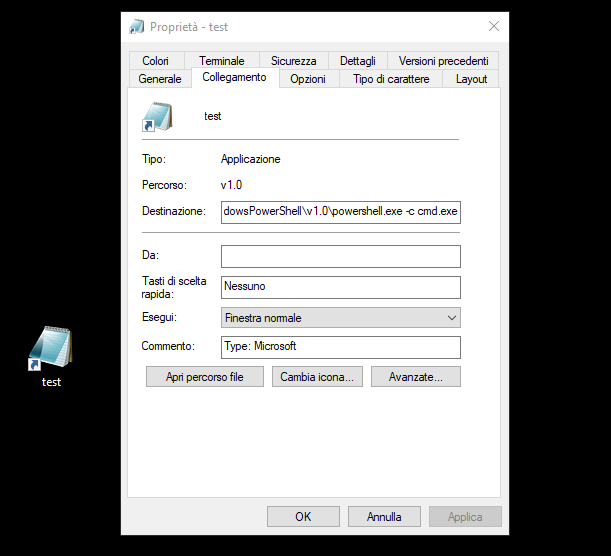 Proprietà - test
Colori Terminale Sicurezza Dettagli Versioni precedenti
Generale Collegamento Opzioni Tipo di carattere Layout
test
Tipo: Applicazione
Percorso: v1.0
Destinazione: dowsPowerShell\v1.0\powershell.exe -c cmd.exe
Da:
Tasti di scelta
rapida: Nessuno
Esegui: Finestra normale
Commento: Type: Microsoft
Apri percorso file Cambia icona... Avanzate...
test
OK Annulla Applica